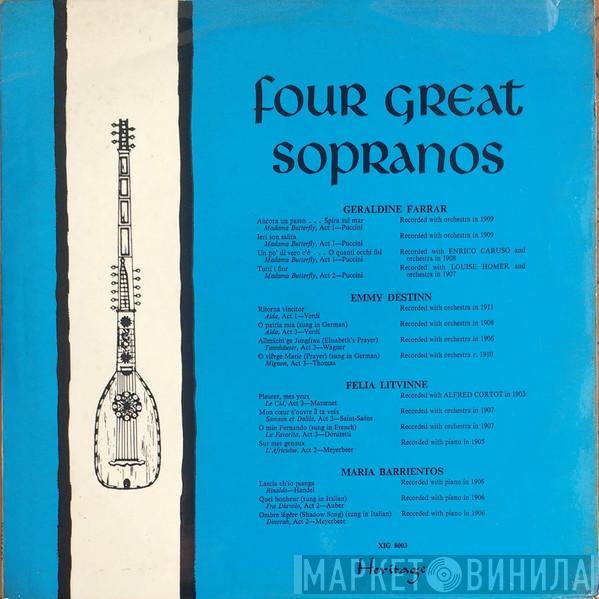 four great
sopranos
GERALDINE FARRAR
Ancora un passo . . . Spira sul mar Recorded with orchestra in 1909
Madama Butterfly, Act 1—Puccini
Ieri son salita Recorded with orchestra in 1909
Madama Butterfly, Act 1—Puccini
Un po' di vero c'è . . . O quanti occhi fisi Recorded with ENRICO CARUSO and
Madama Butterfly, Act 1—Puccini orchestra in 1908
Tutti i fior Recorded with LOUISE HOMER and
Madama Butterfly, Act 2—Puccini orchestra in 1907
EMMY DESTINN
Ritorna vincitor Recorded with orchestra in 1911
Aida, Act 1—Verdi
O patria mia (sung in German) Recorded with orchestra in 1908
Aida, Act 3—Verdi
Allmächt'ge Jungfrau (Elisabeth's Prayer) Recorded with orchestra in 1906
Tannhäuser, Act 3—Wagner
O vierge Marie (Prayer) (sung in German) Recorded with orchestra c. 1910
Mignon, Act 3—Thomas
FELIA LITVINNE
Pleurez, mes yeux Recorded with ALFRED CORTOT in 1903
Le Cid, Act 3—Massenet
Mon cœur s'ouvre à ta voix Recorded with orchestra in 1907
Samson et Dalila, Act 2—Saint-Saëns
O mio Fernando (sung in French) Recorded with orchestra in 1907
La Favorita, Act 3—Donizetti
Sur mes genoux Recorded with piano in 1905
L'Africaine, Act 2—Meyerbeer
MARIA BARRIENTOS
Lascia ch'io pianga Recorded with piano in 1906
Rinaldo—Handel
Quel bonheur (sung in Italian) Recorded with piano in 1906
Fra Diavolo, Act 2—Auber
Ombre légère (Shadow Song) (sung in Italian) Recorded with piano in 1906
Dinorah, Act 2—Meyerbeer
XIG 8003
Heritage
МАРКЕТ ВИНИЛА